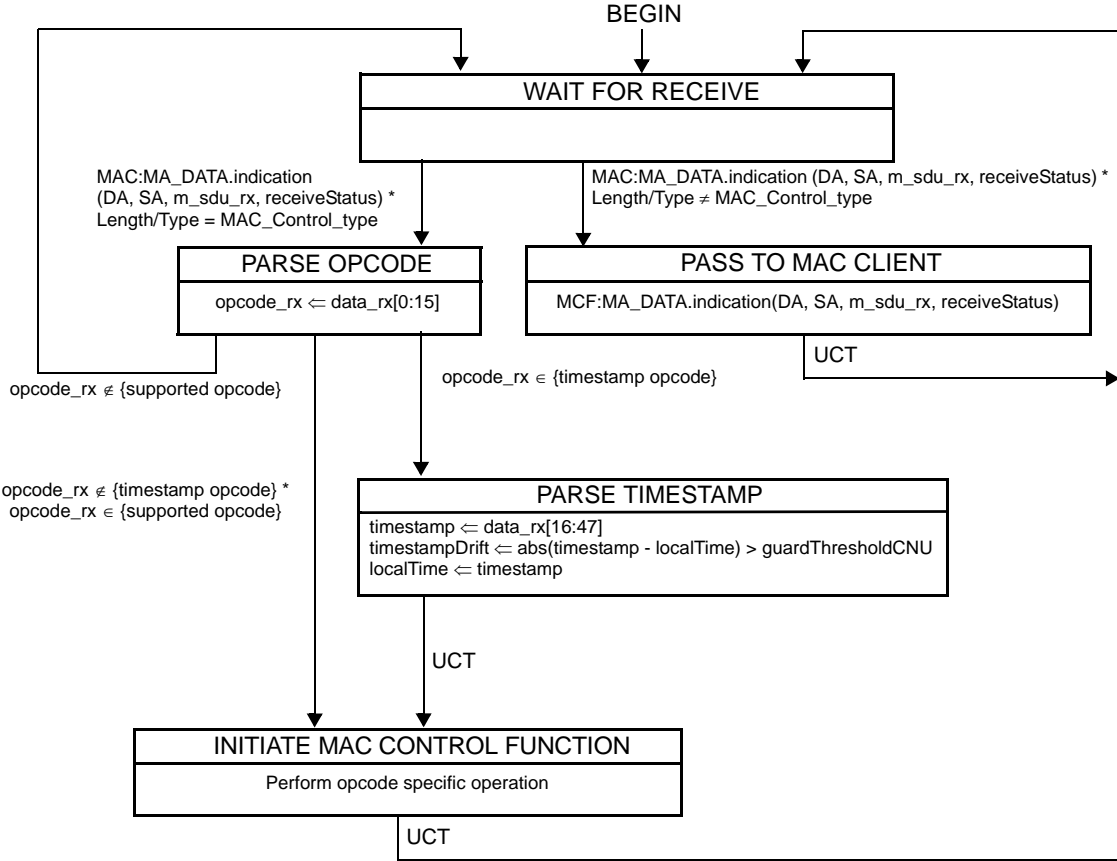 BEGIN
WAIT FOR RECEIVE
MAC:MA_DATA.indication
(DA, SA, m_sdu_rx, receiveStatus) *
Length/Type = MAC_Control_type
MAC:MA_DATA.indication (DA, SA, m_sdu_rx, receiveStatus) *
Length/Type ≠ MAC_Control_type
PARSE OPCODE
opcode_rx ⇐ data_rx[0:15]
PASS TO MAC CLIENT
MCF:MA_DATA.indication(DA, SA, m_sdu_rx, receiveStatus)
UCT
opcode_rx ∉ {supported opcode}
opcode_rx ∈ {timestamp opcode}
opcode_rx ∉ {timestamp opcode} *
opcode_rx ∈ {supported opcode}
PARSE TIMESTAMP
timestamp ⇐ data_rx[16:47]
timestampDrift ⇐ abs(timestamp - localTime) > guardThresholdCNU
localTime ⇐ timestamp
UCT
INITIATE MAC CONTROL FUNCTION
Perform opcode specific operation
UCT